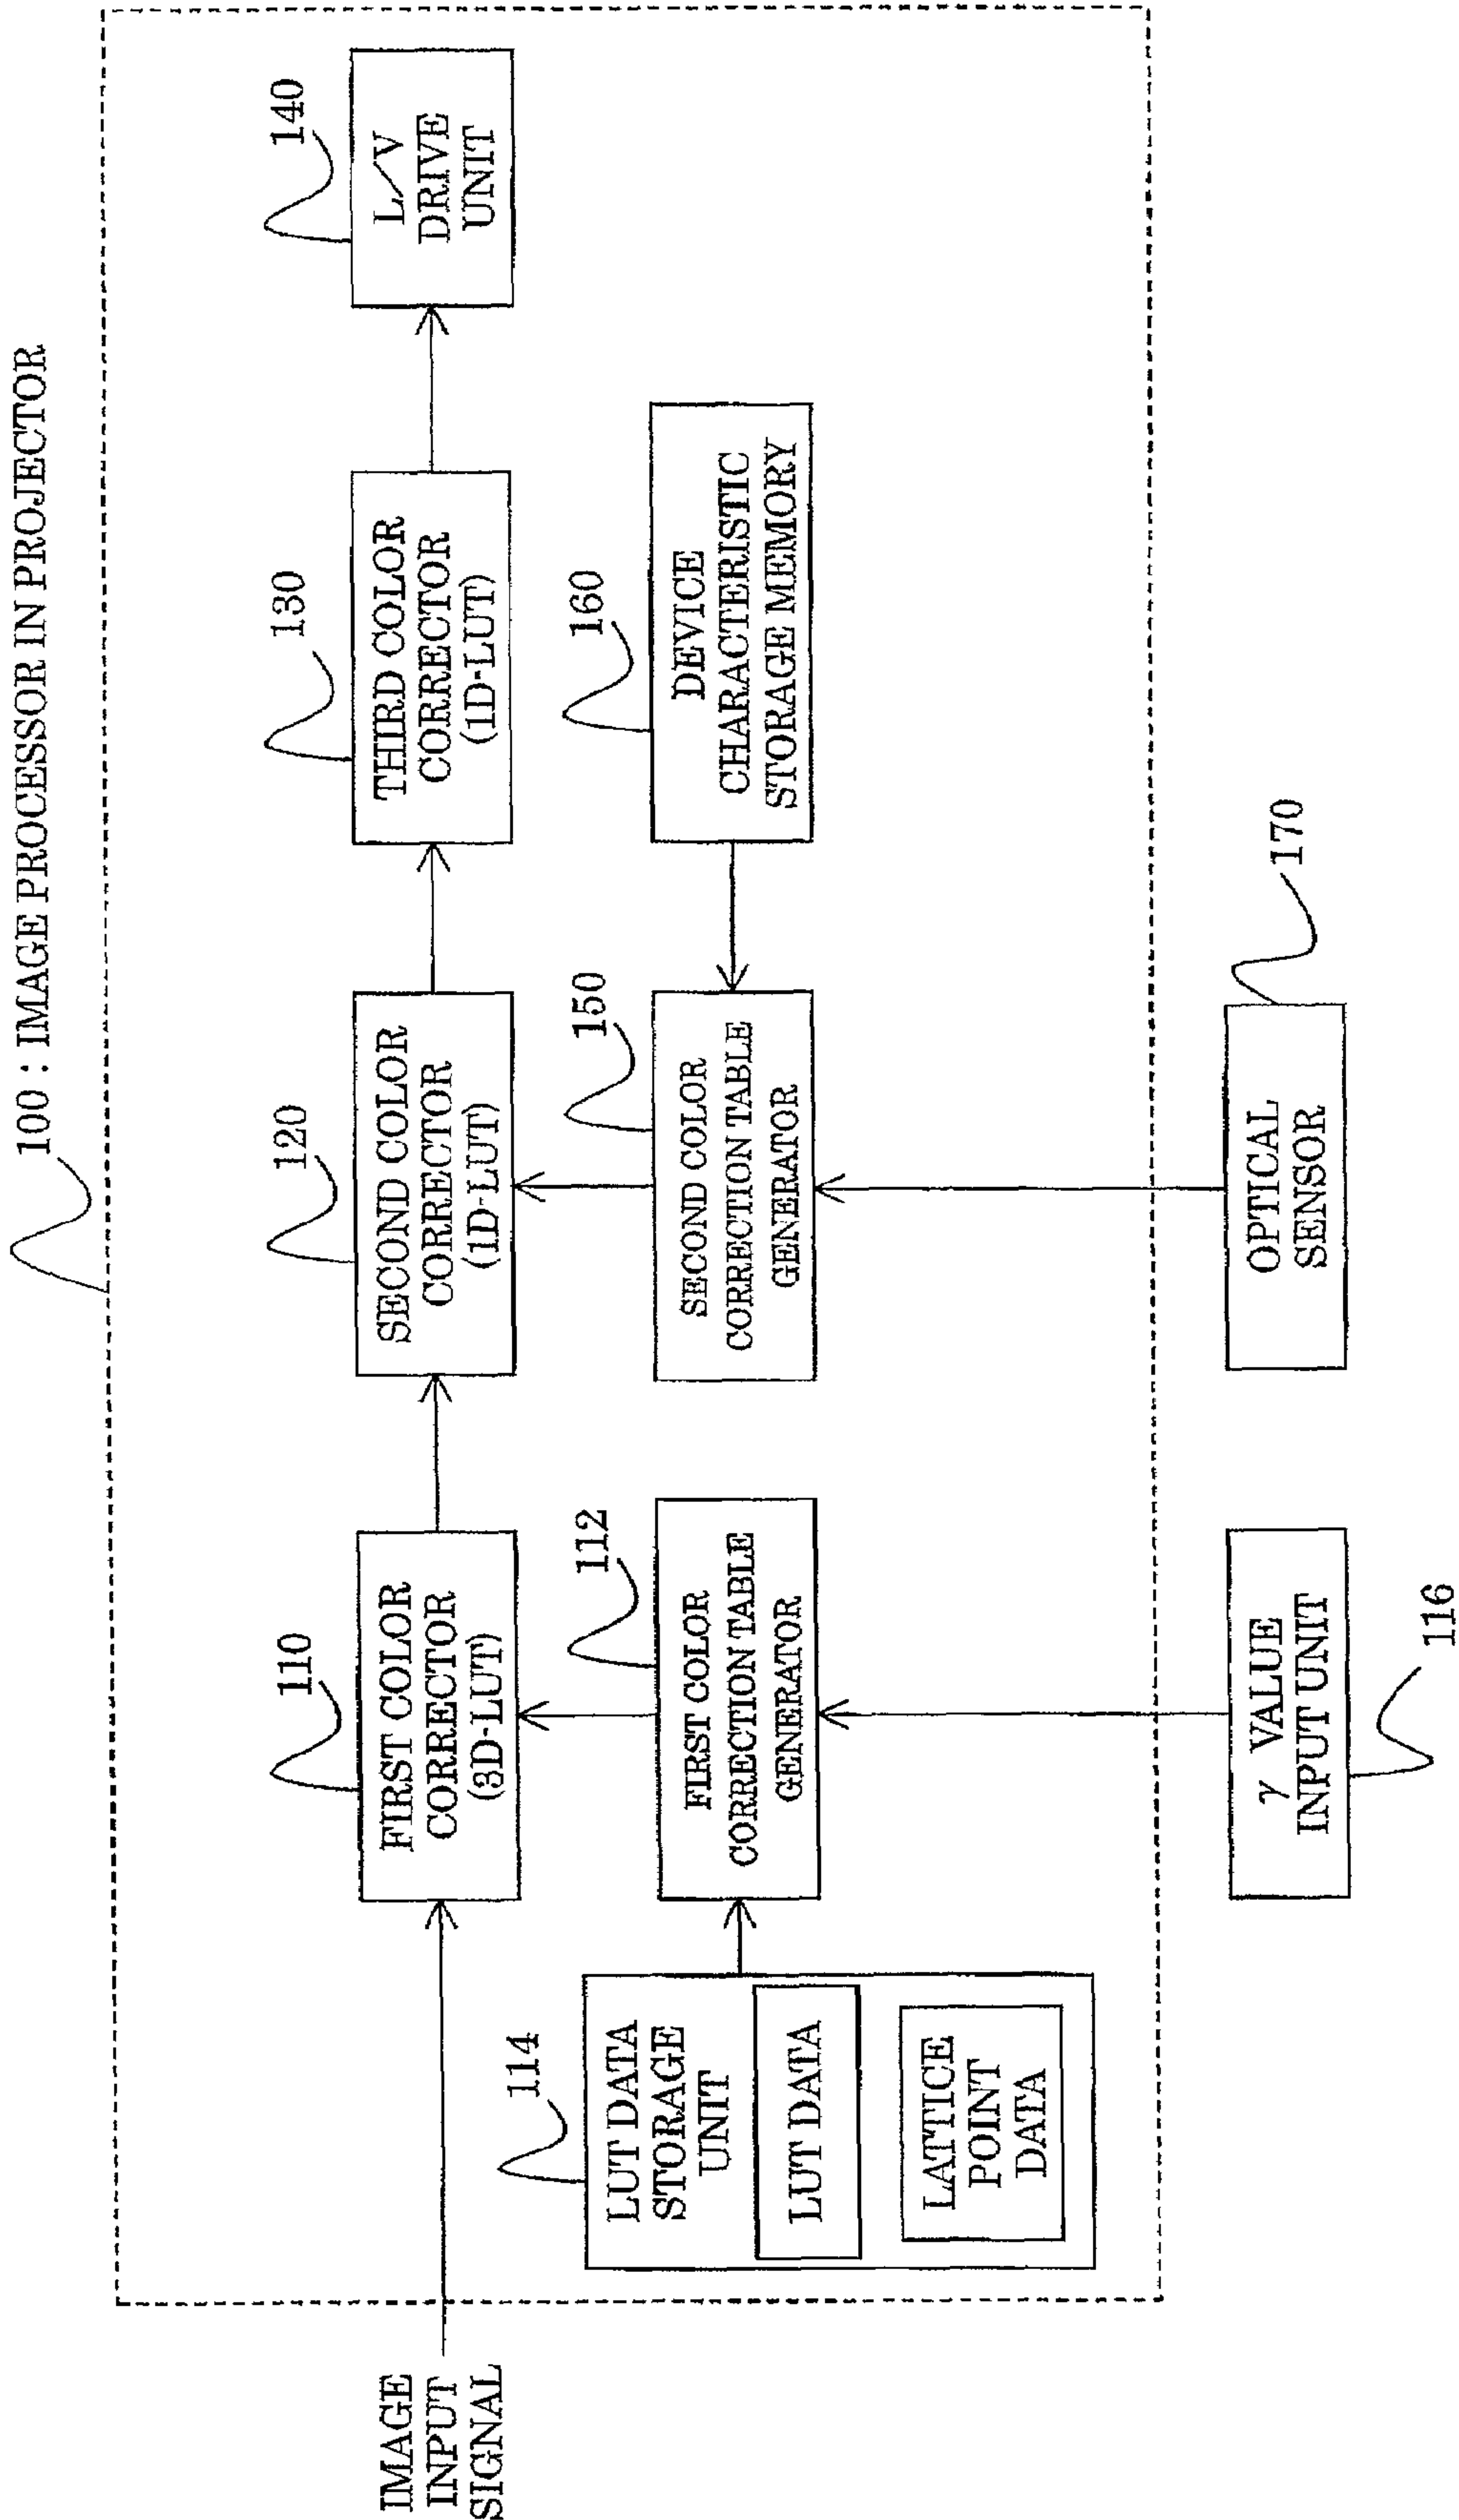 100 : IMAGE PROCESSOR IN PROJECTOR
IMAGE
INPUT
SIGNAL
110
FIRST COLOR
CORRECTOR
(3D-LUT)
120
SECOND COLOR
CORRECTOR
(1D-LUT)
130
THIRD COLOR
CORRECTOR
(1D-LUT)
140
L/V
DRIVE
UNIT
114
LUT DATA
STORAGE
UNIT
LUT DATA
LATTICE
POINT
DATA
112
FIRST COLOR
CORRECTION TABLE
GENERATOR
150
SECOND COLOR
CORRECTION TABLE
GENERATOR
160
DEVICE
CHARACTERISTIC
STORAGE MEMORY
γ VALUE
INPUT UNIT
116
OPTICAL
SENSOR
170